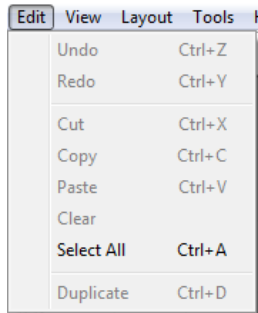 Edit View Layout Tools
Undo Ctrl+Z
Redo Ctrl+Y
Cut Ctrl+X
Copy Ctrl+C
Paste Ctrl+V
Clear
Select All Ctrl+A
Duplicate Ctrl+D